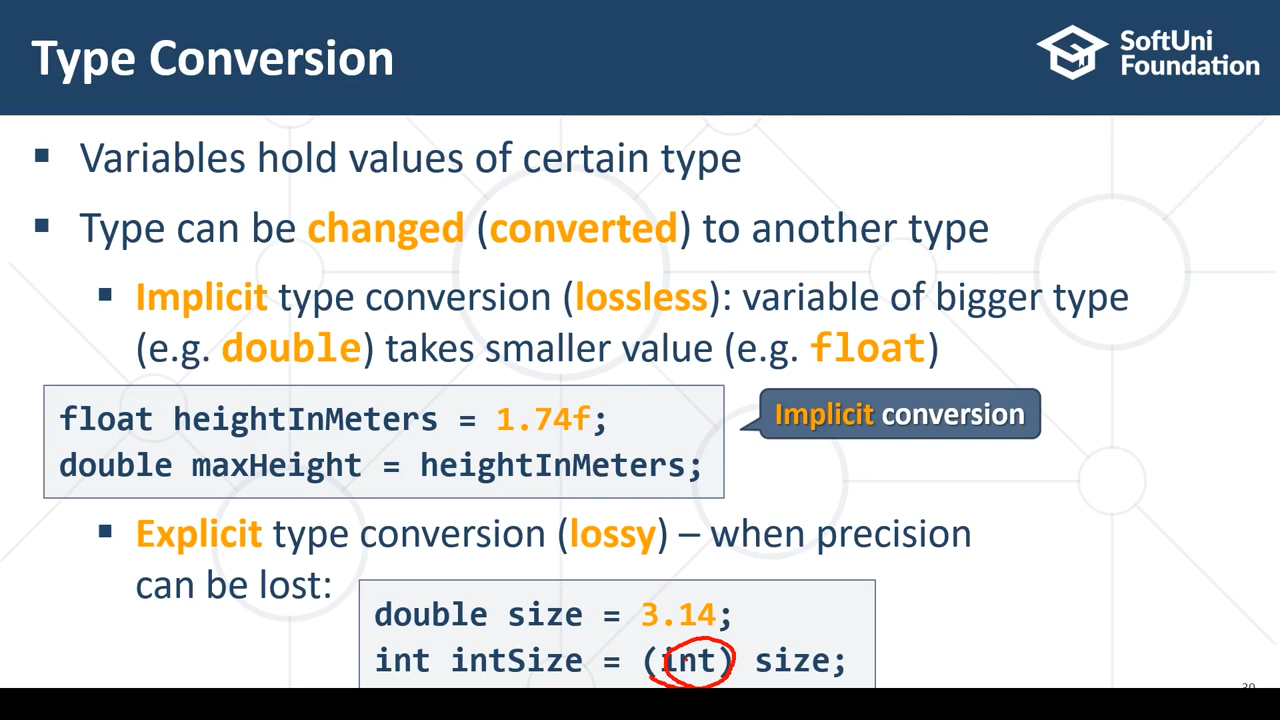 Type Conversion
SoftUni
Foundation
▪ Variables hold values of certain type
▪ Type can be changed (converted) to another type
▪ Implicit type conversion (lossless): variable of bigger type
(e.g. double) takes smaller value (e.g. float)
float heightInMeters = 1.74f;
double maxHeight = heightInMeters;
Implicit conversion
▪ Explicit type conversion (lossy) – when precision
can be lost:
double size = 3.14;
int intSize = (int) size;